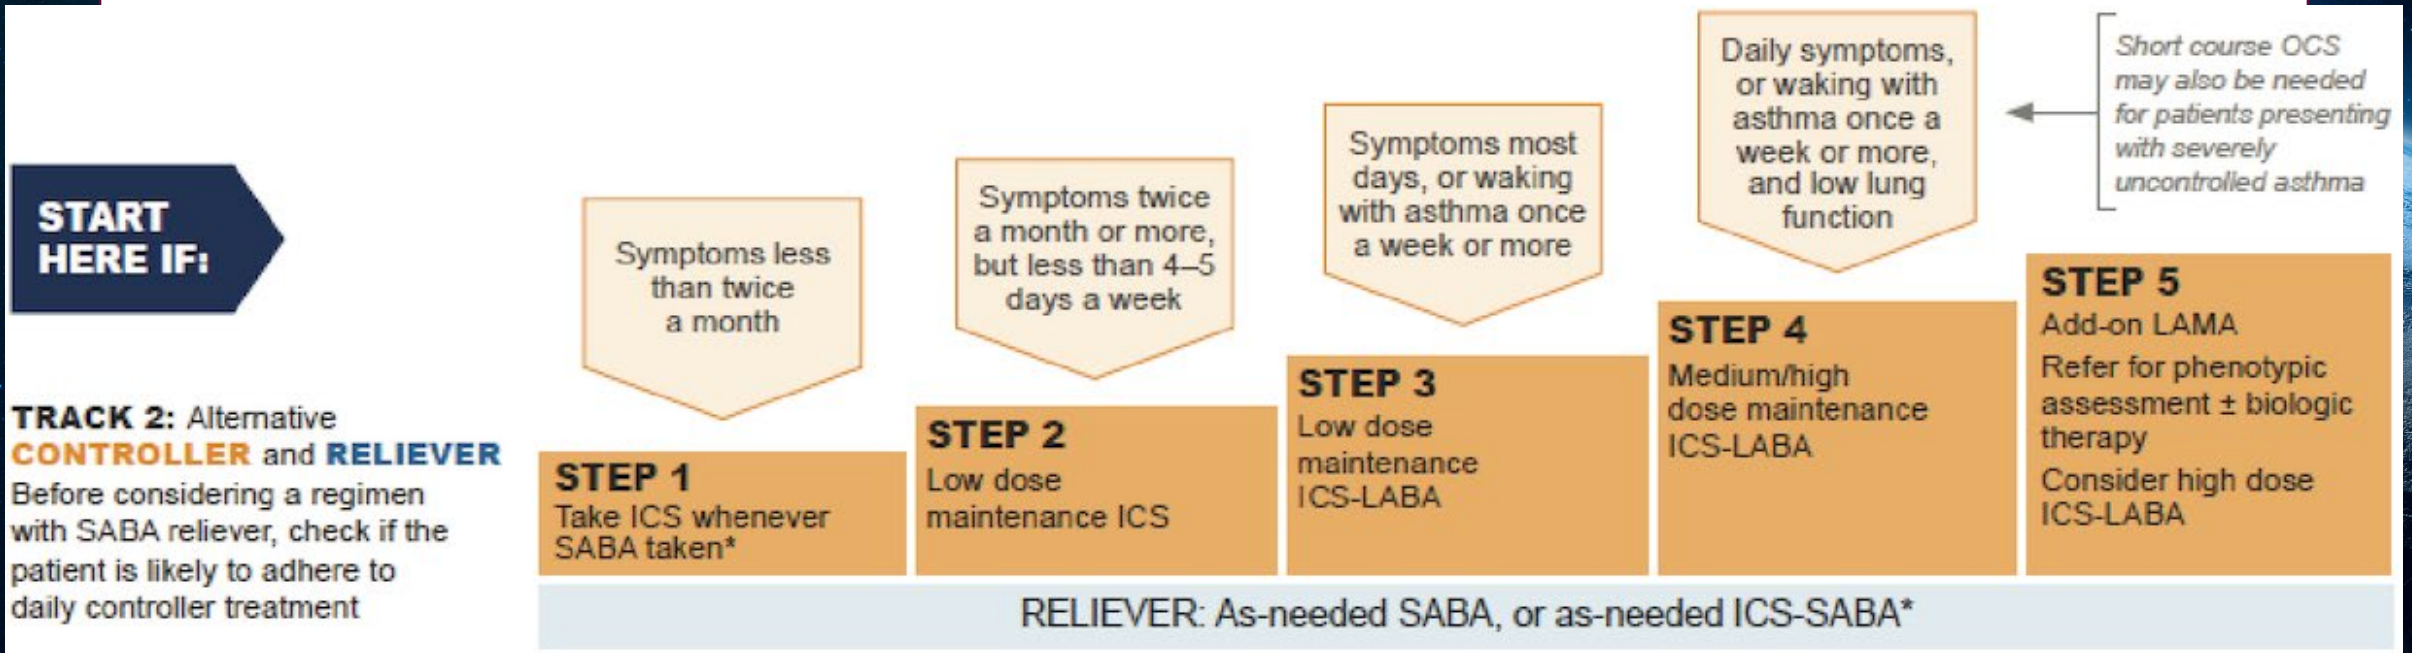 START
HERE IF:
Symptoms less
than twice
a month
Symptoms twice
a month or more,
but less than 4–5
days a week
Symptoms most
days, or waking
with asthma once
a week or more
Daily symptoms,
or waking with
asthma once a
week or more,
and low lung
function
Short course OCS
may also be needed
for patients presenting
with severely
uncontrolled asthma
TRACK 2: Alternative
CONTROLLER and RELIEVER
Before considering a regimen
with SABA reliever, check if the
patient is likely to adhere to
daily controller treatment
STEP 1
Take ICS whenever
SABA taken*
STEP 2
Low dose
maintenance ICS
STEP 3
Low dose
maintenance
ICS-LABA
STEP 4
Medium/high
dose maintenance
ICS-LABA
STEP 5
Add-on LAMA
Refer for phenotypic
assessment ± biologic
therapy
Consider high dose
ICS-LABA
RELIEVER: As-needed SABA, or as-needed ICS-SABA*